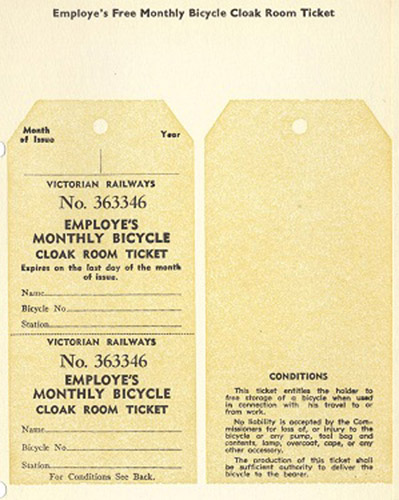 Employe's Free Monthly Bicycle Cloak Room Ticket
Month
of Issue
Year
VICTORIAN RAILWAYS
No. 363346
EMPLOYE'S
MONTHLY BICYCLE
CLOAK ROOM TICKET
Expires on the last day of the month
of issue.
Name
Bicycle No.
Station
VICTORIAN RAILWAYS
No. 363346
EMPLOYE'S
MONTHLY BICYCLE
CLOAK ROOM TICKET
Name
Bicycle No
Station
For Conditions See Back.
CONDITIONS
This ticket entitles the holder to
free storage of a bicycle when used
in connection with his travel to or
from work.
No liability is accepted by the Com-
missioners for loss of, or injury to the
bicycle or any pump, tool bag and
contents, lamp, overcoat, cape, or any
other accessory.
The production of this ticket shall
be sufficient authority to deliver the
bicycle to the bearer.